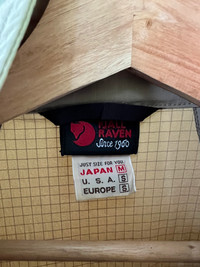 FJÄLL
RÄVEN
Since 1960
JUST SIZE FOR YOU
JAPAN M
U. S. A. S
EUROPE S